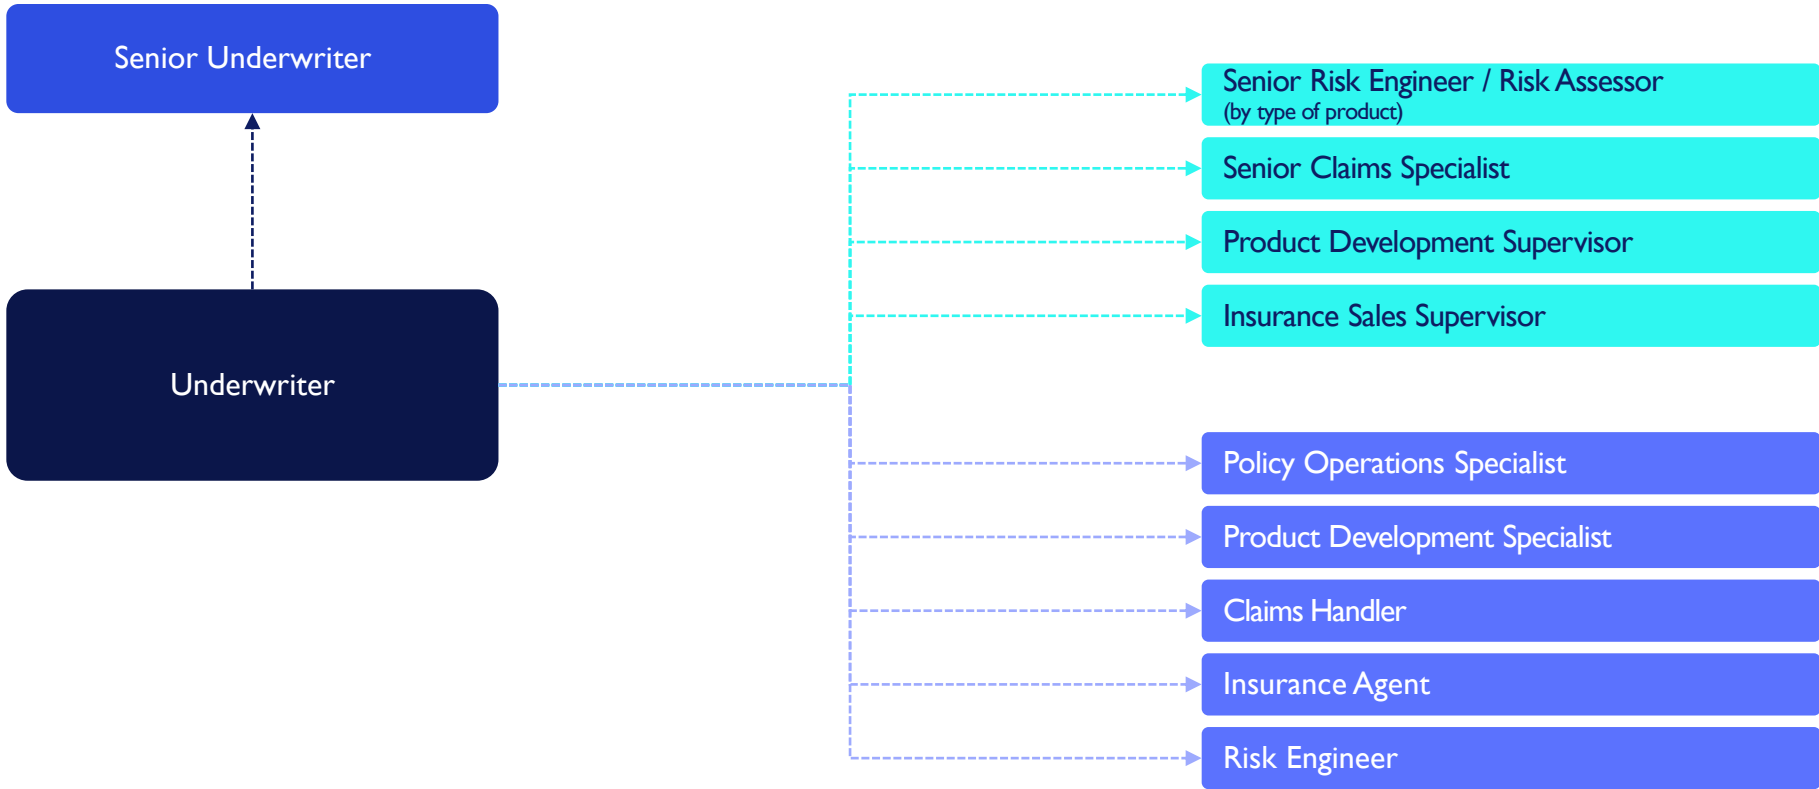 Senior Underwriter
Underwriter
Senior Risk Engineer / Risk Assessor
(by type of product)
Senior Claims Specialist
Product Development Supervisor
Insurance Sales Supervisor
Policy Operations Specialist
Product Development Specialist
Claims Handler
Insurance Agent
Risk Engineer